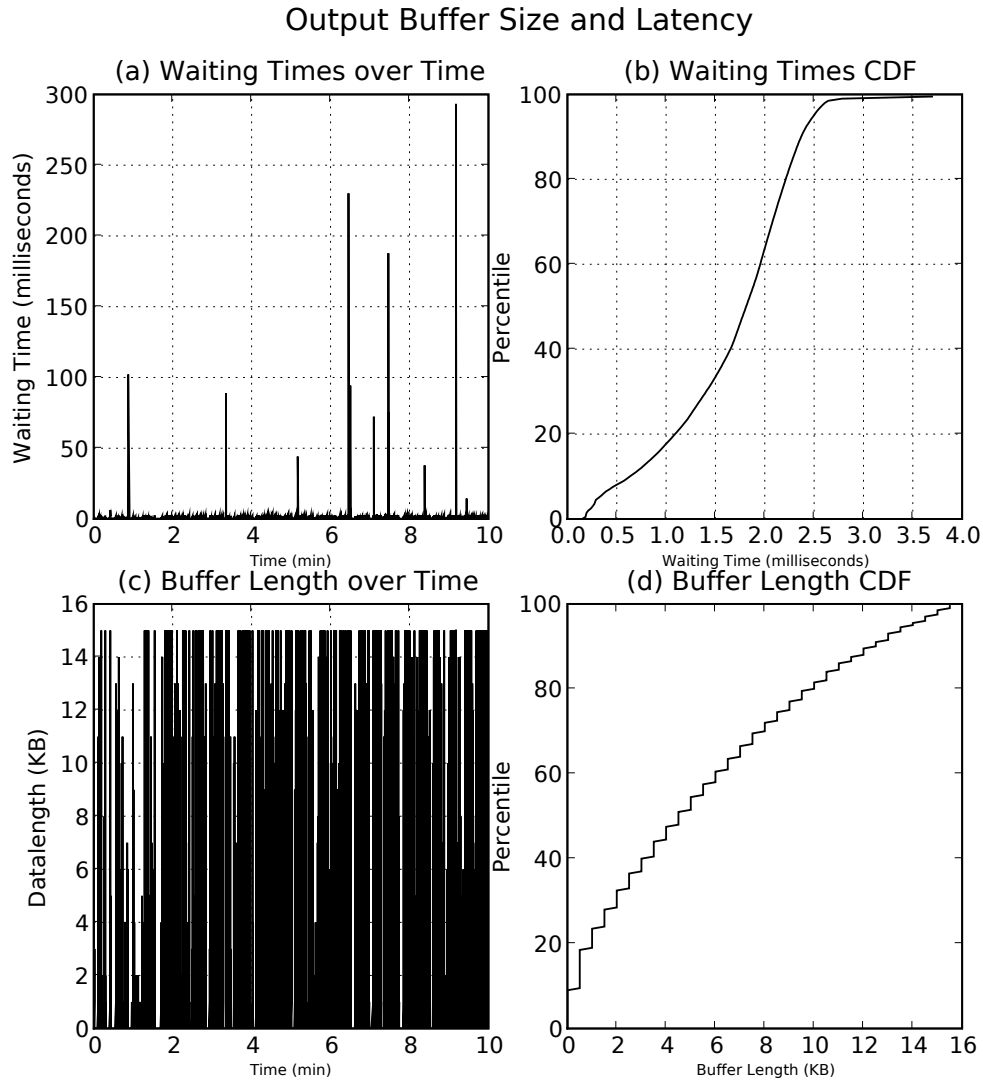 Output Buffer Size and Latency
(a) Waiting Times over Time
300
250
200
150
100
50
0
Waiting Time (milliseconds)
0 2 4 6 8 10
Time (min)
(b) Waiting Times CDF
100
80
60
40
20
0
Percentile
0.0 0.5 1.0 1.5 2.0 2.5 3.0 3.5 4.0
Waiting Time (milliseconds)
(c) Buffer Length over Time
16
14
12
10
8
6
4
2
0
Datalength (KB)
0 2 4 6 8 10
Time (min)
(d) Buffer Length CDF
100
80
60
40
20
0
Percentile
0 2 4 6 8 10 12 14 16
Buffer Length (KB)